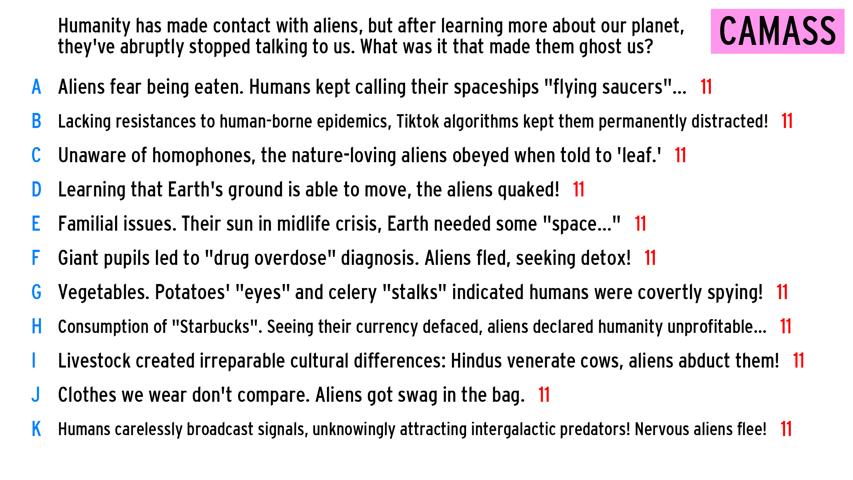 Humanity has made contact with aliens, but after learning more about our planet,
they've abruptly stopped talking to us. What was it that made them ghost us?
CAMASS
A Aliens fear being eaten. Humans kept calling their spaceships "flying saucers"... 11
B Lacking resistances to human-borne epidemics, Tiktok algorithms kept them permanently distracted! 11
C Unaware of homophones, the nature-loving aliens obeyed when told to 'leaf.' 11
D Learning that Earth's ground is able to move, the aliens quaked! 11
E Familial issues. Their sun in midlife crisis, Earth needed some "space..." 11
F Giant pupils led to "drug overdose" diagnosis. Aliens fled, seeking detox! 11
G Vegetables. Potatoes' "eyes" and celery "stalks" indicated humans were covertly spying! 11
H Consumption of "Starbucks". Seeing their currency defaced, aliens declared humanity unprofitable... 11
I Livestock created irreparable cultural differences: Hindus venerate cows, aliens abduct them! 11
J Clothes we wear don't compare. Aliens got swag in the bag. 11
K Humans carelessly broadcast signals, unknowingly attracting intergalactic predators! Nervous aliens flee! 11